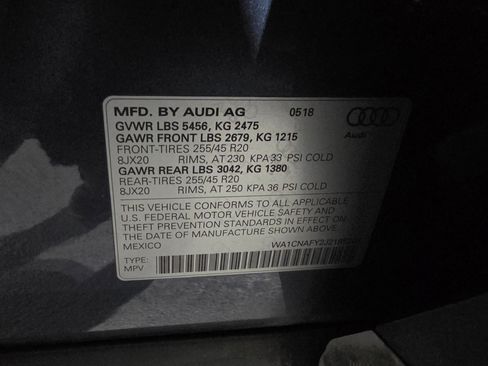 MFD. BY AUDI AG 0518
GVWR LBS 5456, KG 2475
GAWR FRONT LBS 2679, KG 1215
FRONT-TIRES 255/45 R20
8JX20 RIMS, AT 230 KPA 33 PSI COLD
GAWR REAR LBS 3042, KG 1380
REAR-TIRES 255/45 R20
8JX20 RIMS, AT 250 KPA 36 PSI COLD
Audi
THIS VEHICLE CONFORMS TO ALL APPLICABLE
U.S. FEDERAL MOTOR VEHICLE SAFETY AND
THEFT PREVENTION STANDARDS IN EFFECT ON
THE DATE OF MANUFACTURE SHOWN ABOVE.
MEXICO
TYPE:
MPV